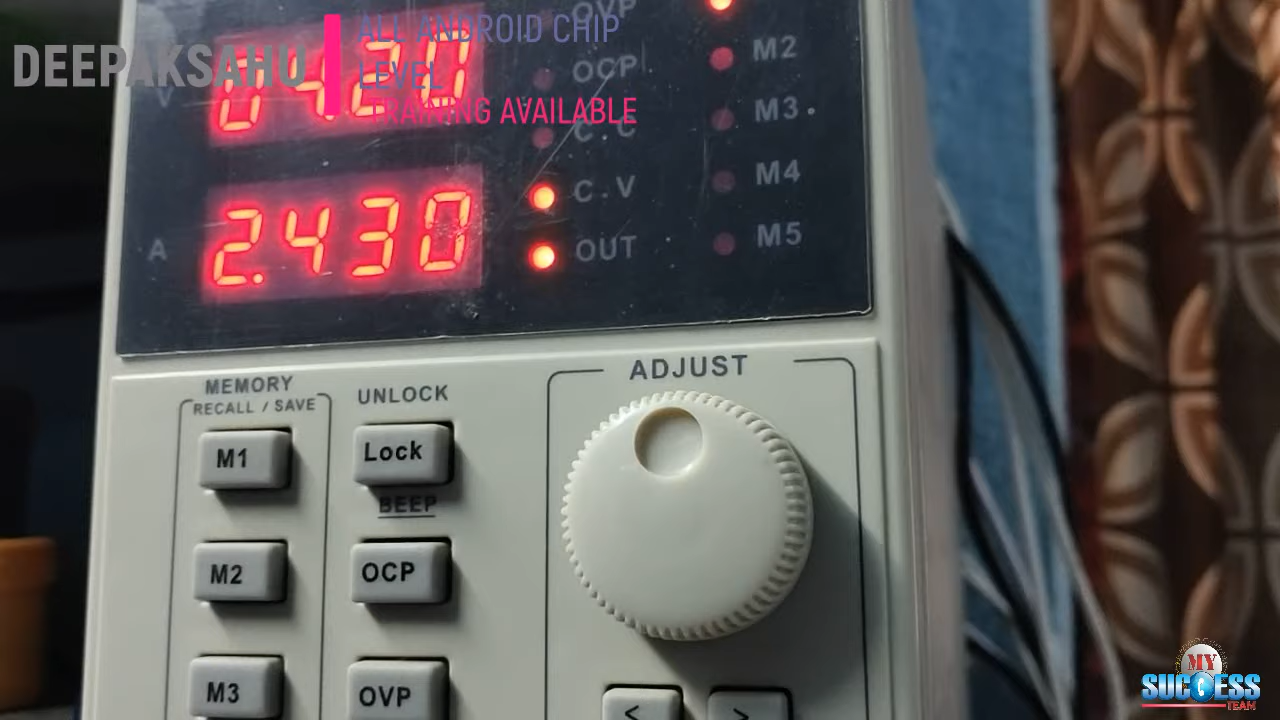 DEEPAKSAHU
ALL ANDROID CHIP
LEVEL
TRAINING AVAILABLE
V
OVP
OCP
M2
C.C
M3
A
2.430
C.V
M4
OUT
M5
MEMORY
RECALL / SAVE
UNLOCK
ADJUST
M1
Lock
BEEP
M2
OCP
M3
OVP
<
>
MY
SUCCESS
TEAM